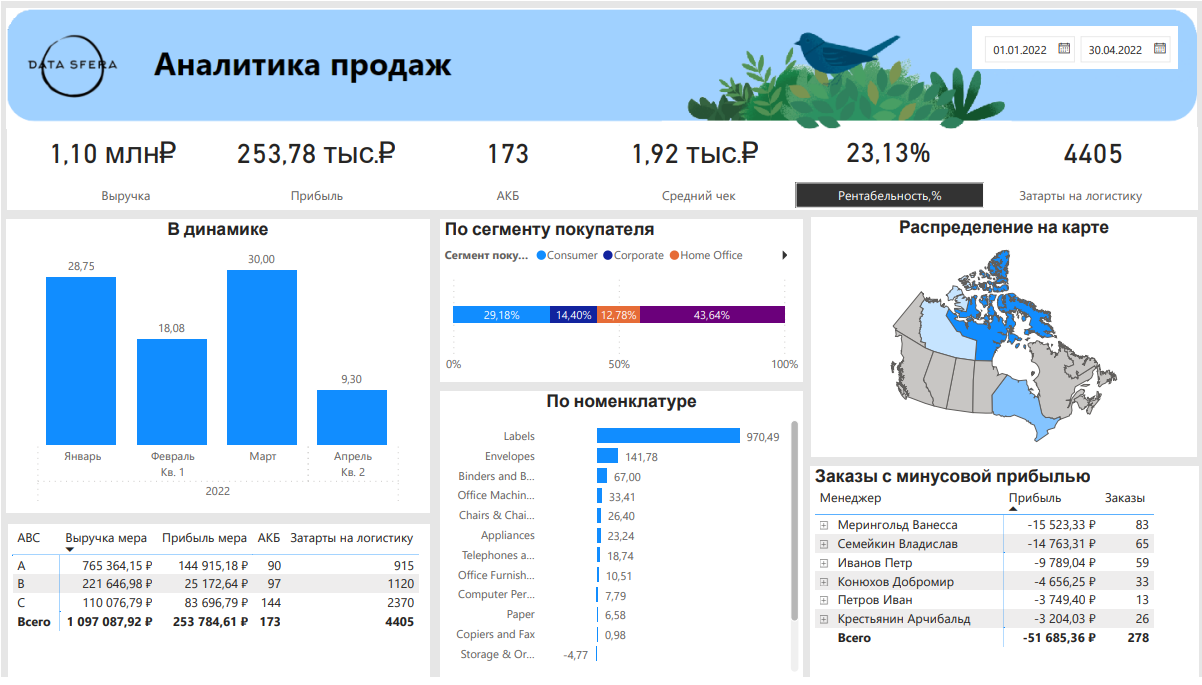 DATA SFERA
Аналитика продаж
01.01.2022 30.04.2022
1,10 млн₽ 253,78 тыс.₽ 173 1,92 тыс.₽ 23,13% 4405
Выручка Прибыль АКБ Средний чек Рентабельность,% Затарты на логистику
В динамике
28,75 18,08 30,00 9,30
Январь Февраль Март Апрель
Кв. 1 Кв. 2
2022
ABC Выручка мера Прибыль мера АКБ Затарты на логистику
A 765 364,15 ₽ 144 915,18 ₽ 90 915
B 221 646,98 ₽ 25 172,64 ₽ 97 1120
C 110 076,79 ₽ 83 696,79 ₽ 144 2370
Всего 1 097 087,92 ₽ 253 784,61 ₽ 173 4405
По сегменту покупателя
Сегмент поку... Consumer Corporate Home Office
29,18% 14,40% 12,78% 43,64%
0% 50% 100%
По номенклатуре
Labels 970,49
Envelopes 141,78
Binders and B... 67,00
Office Machin... 33,41
Chairs & Chai... 26,40
Appliances 23,24
Telephones a... 18,74
Office Furnish... 10,51
Computer Per... 7,79
Paper 6,58
Copiers and Fax 0,98
Storage & Or... -4,77
Распределение на карте
Заказы с минусовой прибылью
Менеджер Прибыль Заказы
Мерингольд Ванесса -15 523,33 ₽ 83
Семейкин Владислав -14 763,31 ₽ 65
Иванов Петр -9 789,04 ₽ 59
Конюхов Добромир -4 656,25 ₽ 33
Петров Иван -3 749,40 ₽ 13
Крестьянин Арчибальд -3 204,03 ₽ 26
Всего -51 685,36 ₽ 278